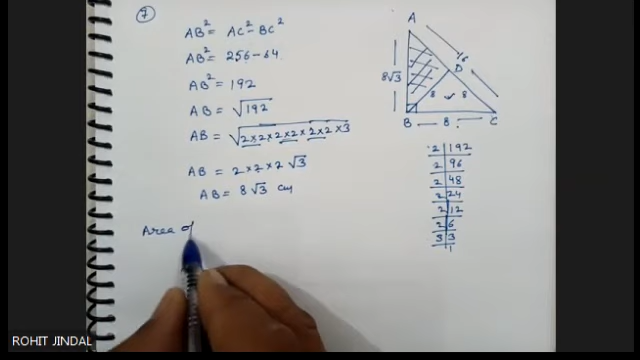 7
AB² = AC² - BC²
AB² = 256 - 64
AB² = 192
AB = √192
AB = √2×2×2×2×2×2×3
AB = 2×2×2 √3
AB = 8√3 cm
Area of
A
16
D
8√3
8 8
B 8 C
2 192
2 96
2 48
2 24
2 12
2 6
3 3
1
ROHIT JINDAL